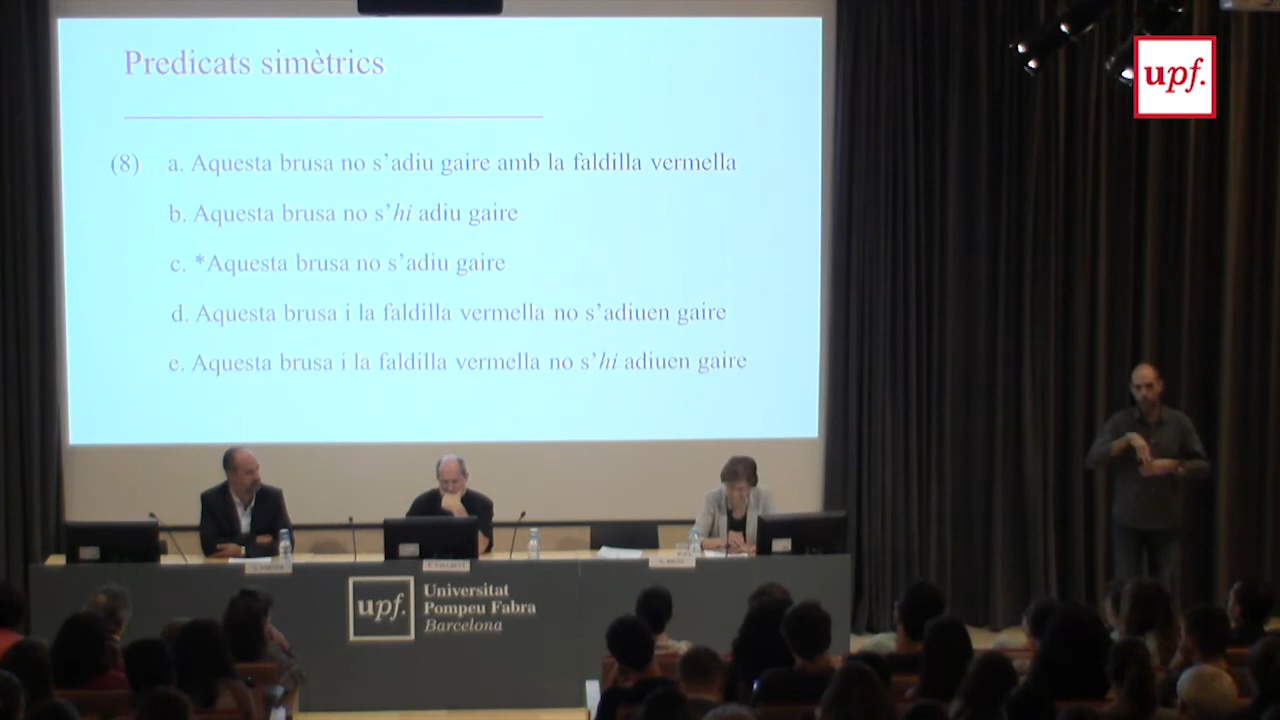 Predicats simètrics
(8) a. Aquesta brusa no s’adiu gaire amb la faldilla vermella
b. Aquesta brusa no s’hi adiu gaire
c. *Aquesta brusa no s’adiu gaire
d. Aquesta brusa i la faldilla vermella no s’adiuen gaire
e. Aquesta brusa i la faldilla vermella no s’hi adiuen gaire
upf.
upf.
Universitat
Pompeu Fabra
Barcelona